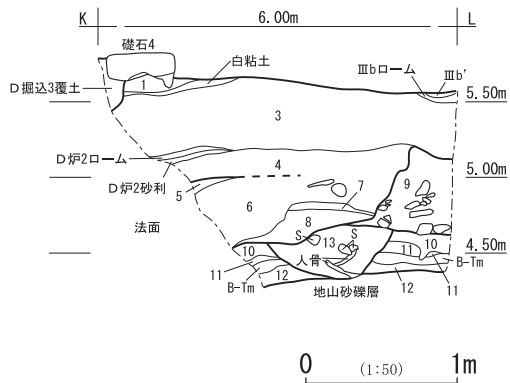 K 6.00m L
礎石4
白粘土
Ⅲbローム Ⅲb'
D掘込3覆土
1
5.50m
3
D炉2ローム
D炉2砂利
4
5.00m
7
9
5
6
法面
8
S 13 S
10
11 10
4.50m
人骨
11
B-Tm
B-Tm
12
12
11
地山砂礫層
0 (1:50) 1m